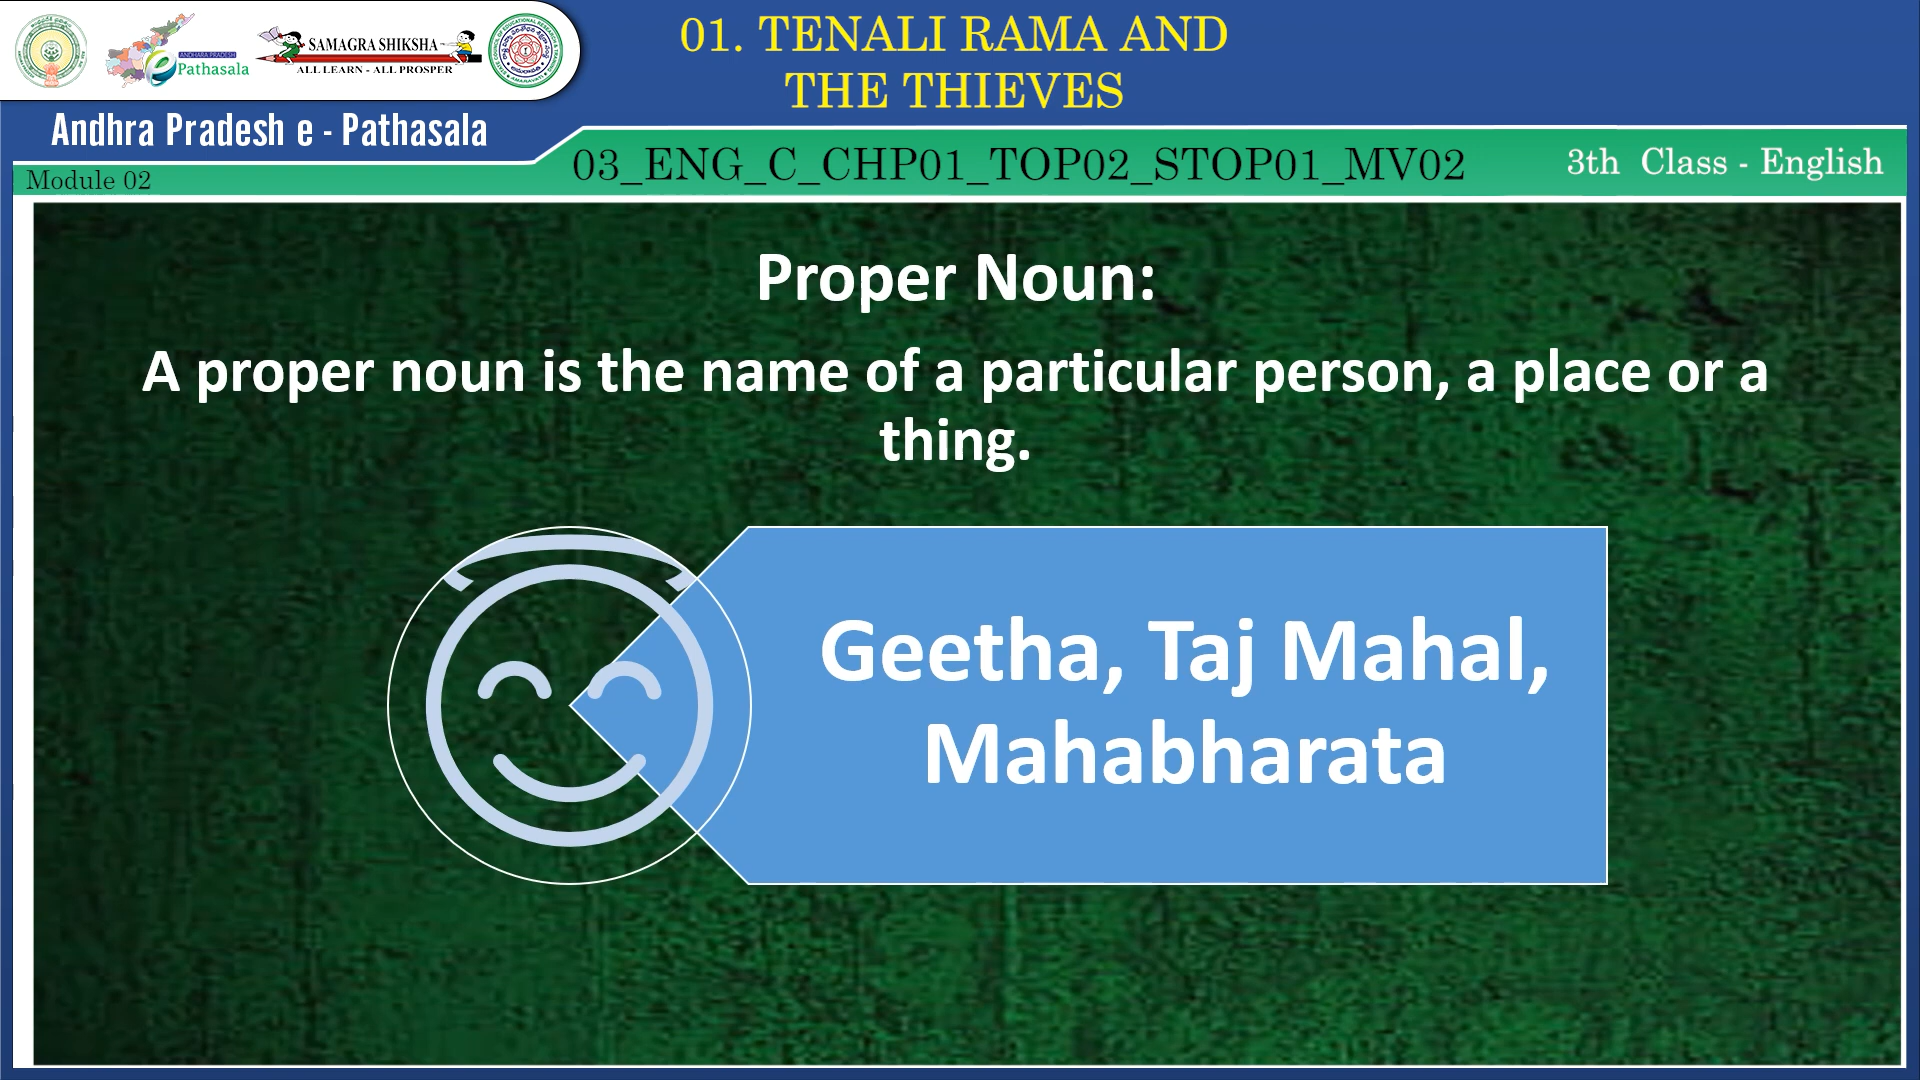 ANDHRA PRADESH
Pathasala
SAMAGRA SHIKSHA
ALL LEARN - ALL PROSPER
01. TENALI RAMA AND
THE THIEVES
Andhra Pradesh e - Pathasala
Module 02
03_ENG_C_CHP01_TOP02_STOP01_MV02
3th Class - English
Proper Noun:
A proper noun is the name of a particular person, a place or a
thing.
Geetha, Taj Mahal,
Mahabharata